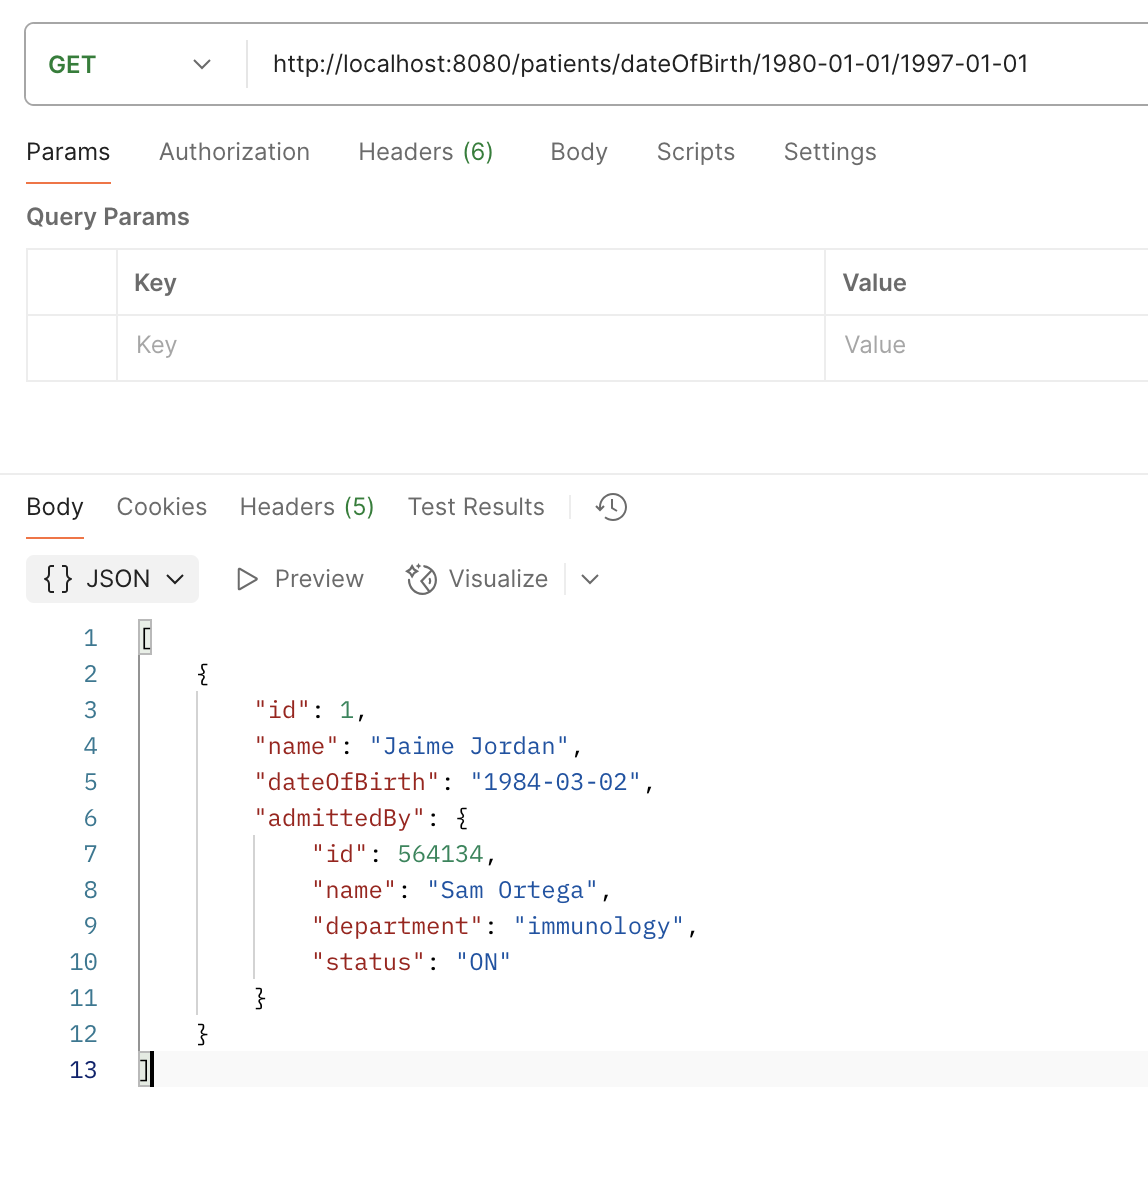 GET http://localhost:8080/patients/dateOfBirth/1980-01-01/1997-01-01
Params Authorization Headers (6) Body Scripts Settings
Query Params
Key Value
Key Value
Body Cookies Headers (5) Test Results
{} JSON Preview Visualize
1 [
2 {
3 "id": 1,
4 "name": "Jaime Jordan",
5 "dateOfBirth": "1984-03-02",
6 "admittedBy": {
7 "id": 564134,
8 "name": "Sam Ortega",
9 "department": "immunology",
10 "status": "ON"
11 }
12 }
13 ]